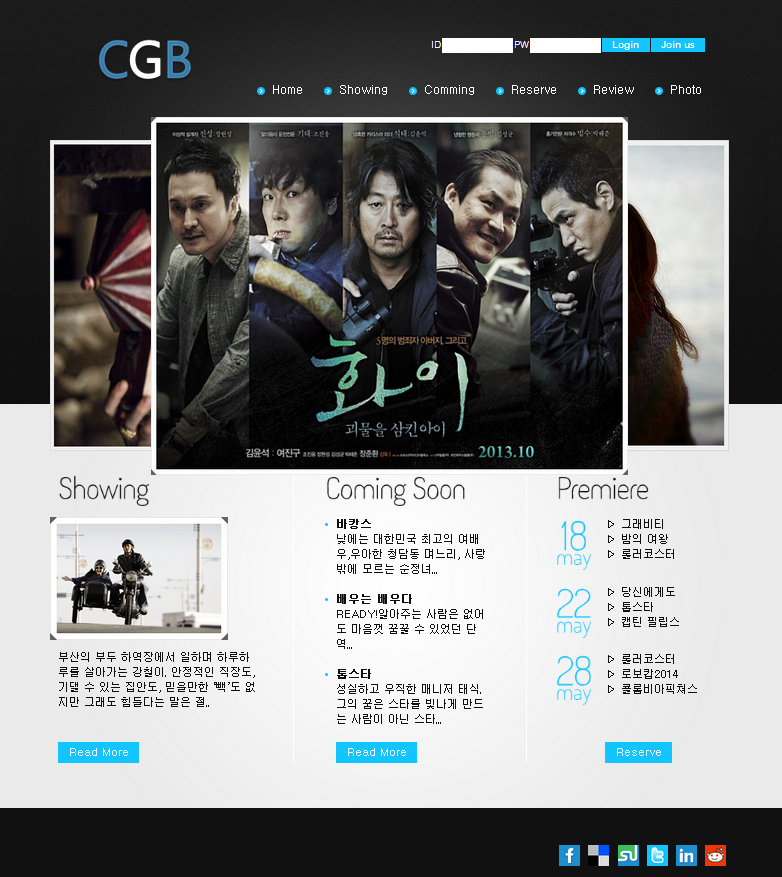 CGB
ID PW Login Join us
Home Showing Comming Reserve Review Photo
5명의 범죄자 아버지, 그리고
화이
괴물을 삼킨 아이
김윤석 : 여진구 조진웅 장현성 김성균 박해준 장준환
2013.10
Showing
부산의 부두 하역장에서 일하며 하루하
루를 살아가는 강철이. 안정적인 직장도,
기댈 수 있는 집안도, 믿을만한 '빽'도 없
지만 그래도 힘들다는 말은 결..
Read More
Coming Soon
바캉스
낮에는 대한민국 최고의 여배
우,우아한 청담동 며느리, 사랑
밖에 모르는 순정녀...
배우는 배우다
READY!알아주는 사람은 없어
도 마음껏 꿈꿀 수 있었던 단
역...
톱스타
성실하고 우직한 매니저 태식.
그의 꿈은 스타를 빛나게 만드
는 사람이 아닌 스타...
Read More
Premiere
18
may
그래비티
밤의 여왕
롤러코스터
22
may
당신에게도
톱스타
캡틴 필립스
28
may
롤러코스터
로보캅2014
콜롬비아픽쳐스
Reserve